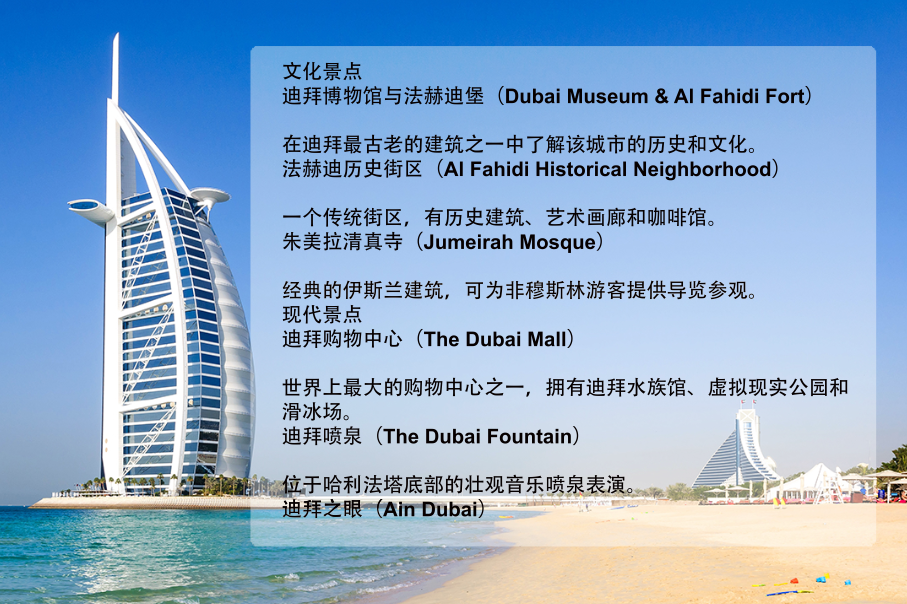 文化景点
迪拜博物馆与法赫迪堡（Dubai Museum & Al Fahidi Fort）
在迪拜最古老的建筑之一中了解该城市的历史和文化。
法赫迪历史街区（Al Fahidi Historical Neighborhood）
一个传统街区，有历史建筑、艺术画廊和咖啡馆。
朱美拉清真寺（Jumeirah Mosque）
经典的伊斯兰建筑，可为非穆斯林游客提供导览参观。
现代景点
迪拜购物中心（The Dubai Mall）
世界上最大的购物中心之一，拥有迪拜水族馆、虚拟现实公园和
滑冰场。
迪拜喷泉（The Dubai Fountain）
位于哈利法塔底部的壮观音乐喷泉表演。
迪拜之眼（Ain Dubai）